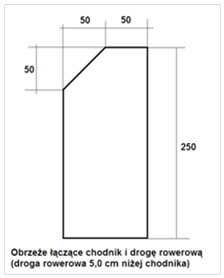 50 50
50
250
Obrzeże łączące chodnik i drogę rowerową
(droga rowerowa 5,0 cm niżej chodnika)